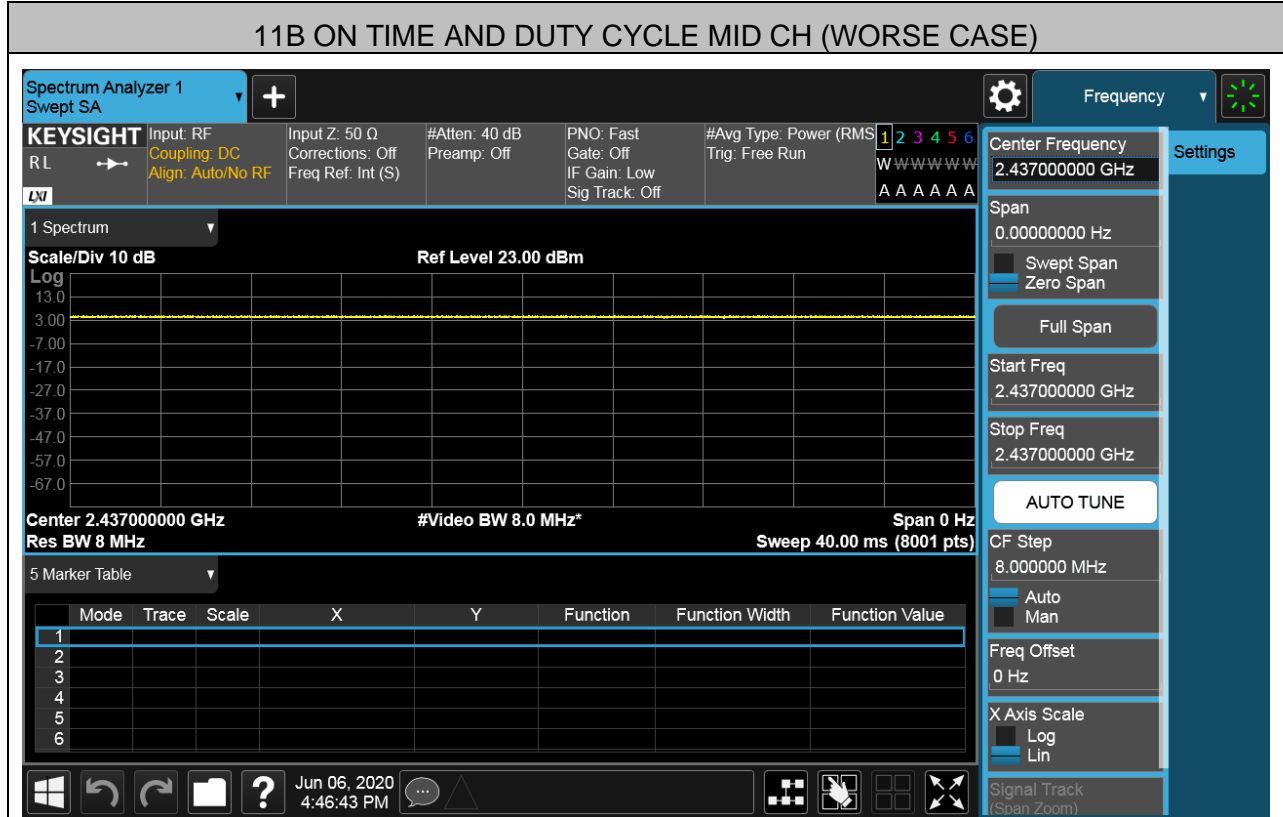 11B ON TIME AND DUTY CYCLE MID CH (WORSE CASE)
Spectrum Analyzer 1
Swept SA
+
Frequency
KEYSIGHT
RL
LXI
Input: RF
Coupling: DC
Align: Auto/No RF
Input Z: 50 Ω
Corrections: Off
Freq Ref: Int (S)
#Atten: 40 dB
Preamp: Off
PNO: Fast
Gate: Off
IF Gain: Low
Sig Track: Off
#Avg Type: Power (RMS
Trig: Free Run
1 2 3 4 5 6
W W W W W W
A A A A A A
Center Frequency
2.437000000 GHz
Settings
Span
0.00000000 Hz
Swept Span
Zero Span
Full Span
Start Freq
2.437000000 GHz
Stop Freq
2.437000000 GHz
AUTO TUNE
CF Step
8.000000 MHz
Auto
Man
Freq Offset
0 Hz
X Axis Scale
Log
Lin
Signal Track
(Span Zoom)
1 Spectrum
Scale/Div 10 dB Ref Level 23.00 dBm
Log
13.0
3.00
-7.00
-17.0
-27.0
-37.0
-47.0
-57.0
-67.0
Center 2.437000000 GHz #Video BW 8.0 MHz* Span 0 Hz
Res BW 8 MHz Sweep 40.00 ms (8001 pts)
5 Marker Table
Mode Trace Scale X Y Function Function Width Function Value
1
2
3
4
5
6
? Jun 06, 2020
4:46:43 PM